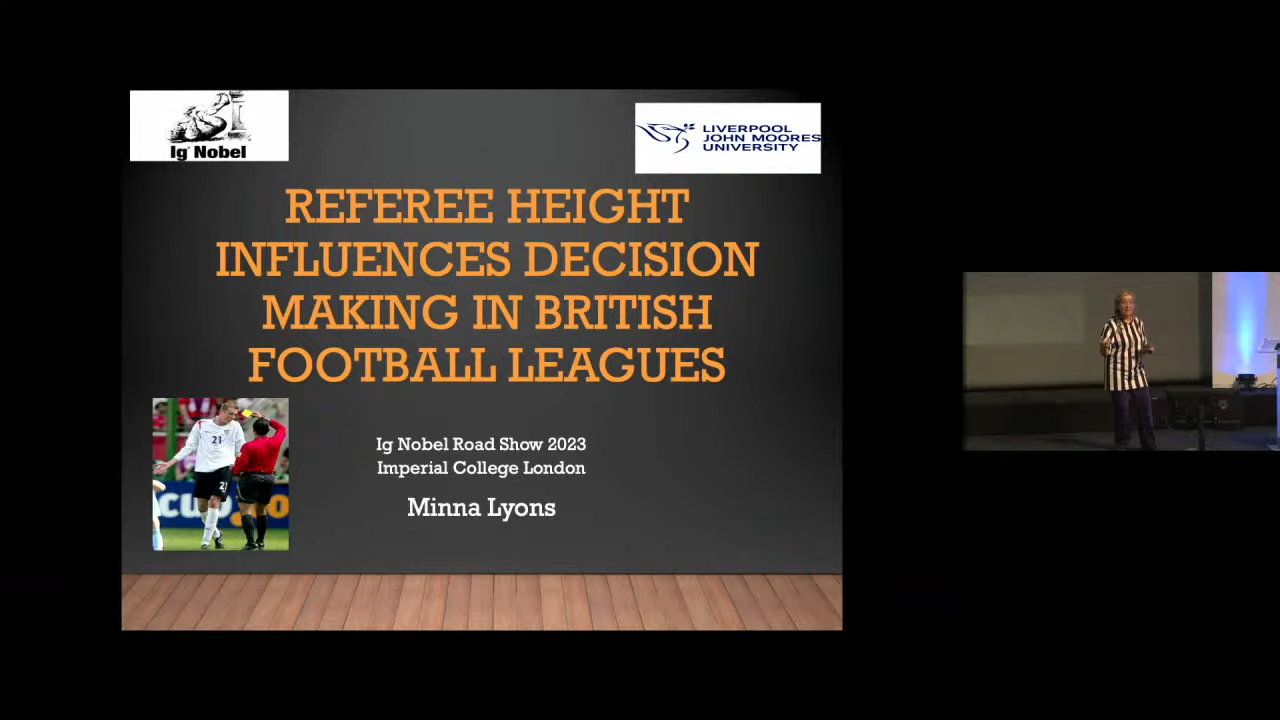 Ig Nobel
LIVERPOOL
JOHN MOORES
UNIVERSITY
REFEREE HEIGHT
INFLUENCES DECISION
MAKING IN BRITISH
FOOTBALL LEAGUES
21
21
Ig Nobel Road Show 2023
Imperial College London
Minna Lyons